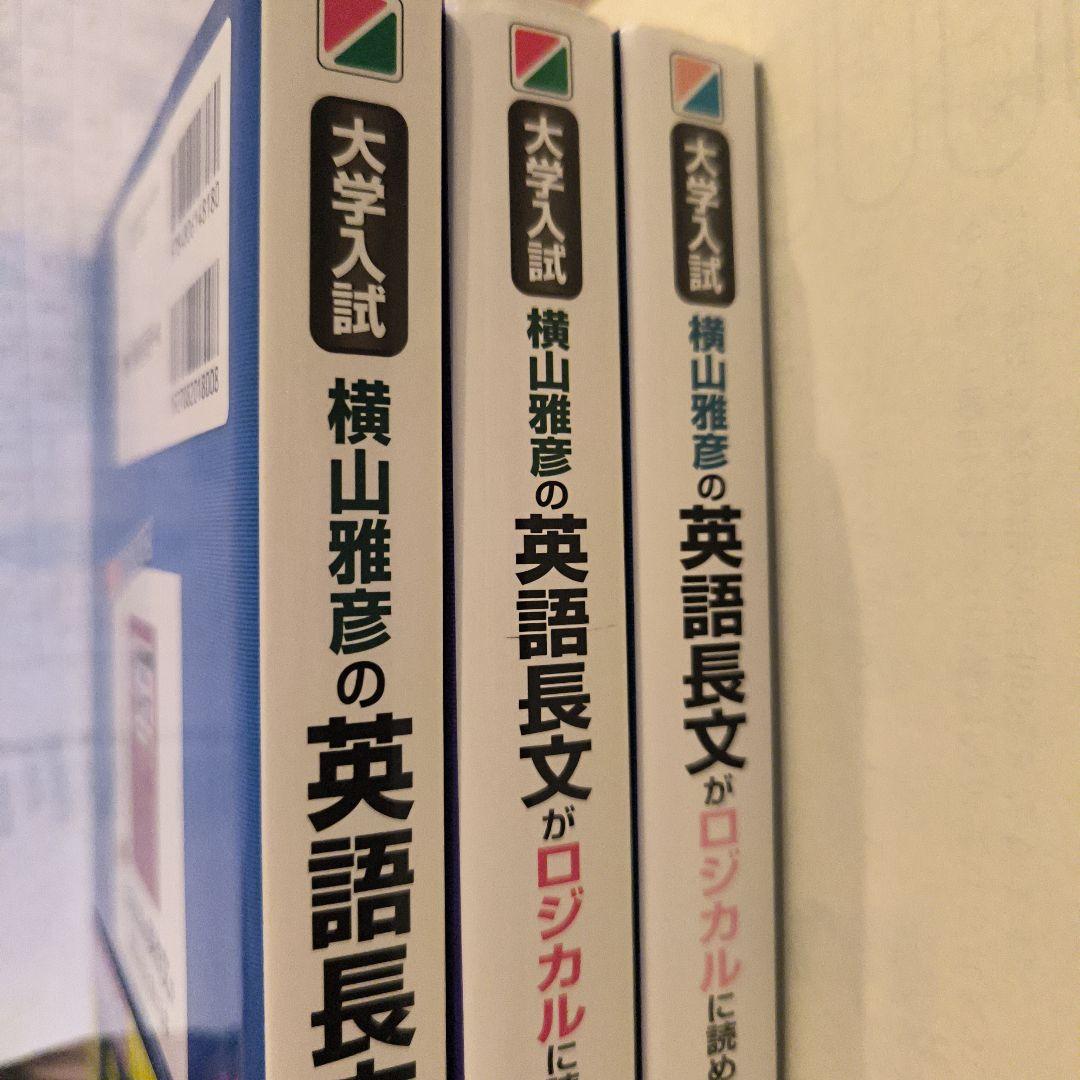 大学入試
横山雅彦の英語長文
大学入試
横山雅彦の英語長文がロジカルに読
大学入試
横山雅彦の英語長文がロジカルに読め